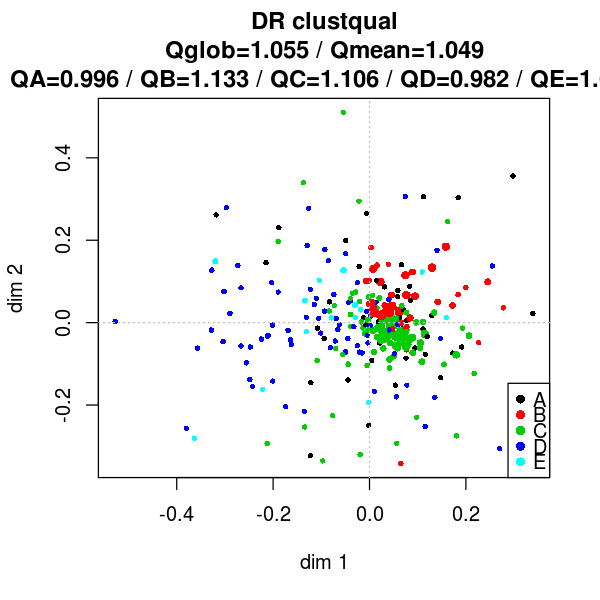 DR clustqual
Qglob=1.055 / Qmean=1.049
QA=0.996 / QB=1.133 / QC=1.106 / QD=0.982 / QE=1.
dim 2
0.4
0.2
0.0
-0.2
A
B
C
D
E
-0.4 -0.2 0.0 0.2
dim 1